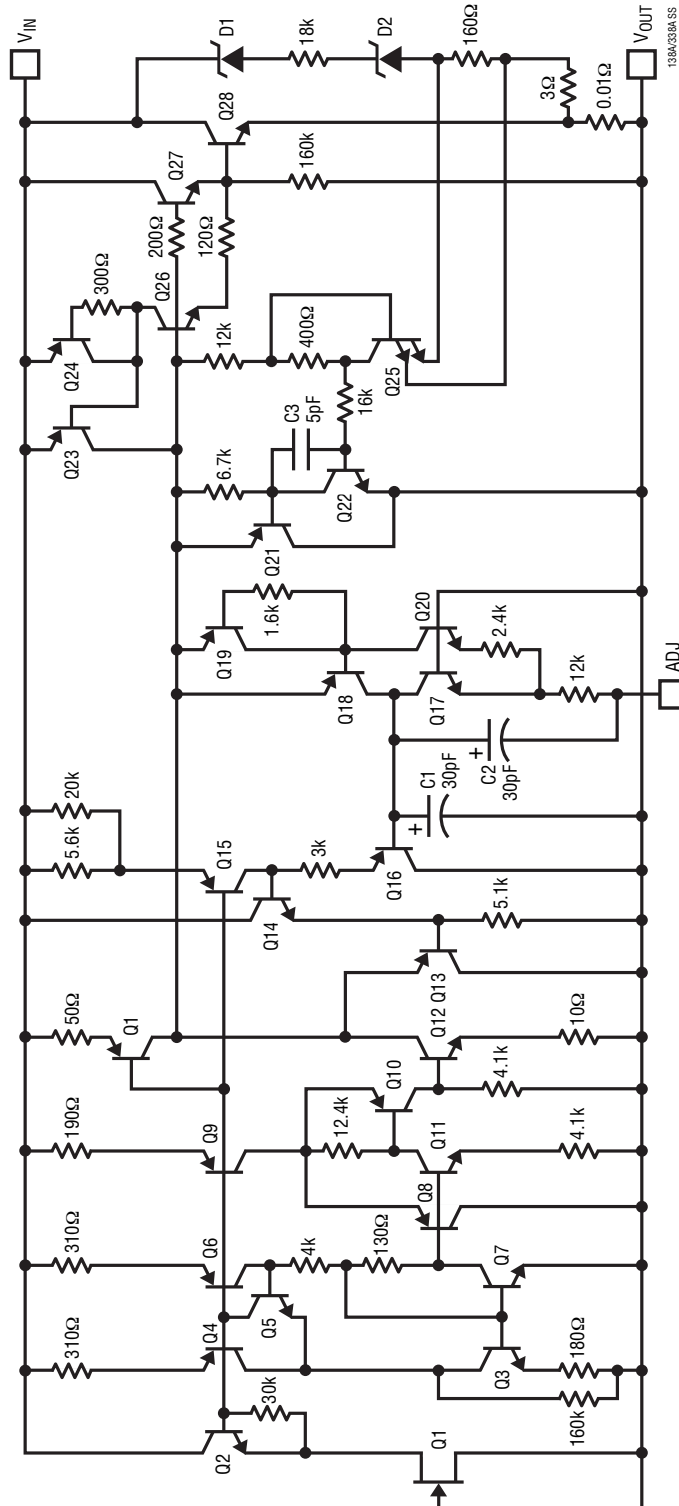 VIN
310Ω
310Ω
190Ω
50Ω
5.6k
20k
Q24
300Ω
D1
Q23
Q26
Q27
Q28
18k
200Ω
120Ω
D2
Q2
Q4
Q6
Q9
Q1
Q15
Q19
1.6k
6.7k
12k
160k
160Ω
30k
Q5
4k
Q14
3k
Q21
C3
5pF
400Ω
3Ω
130Ω
Q8
12.4k
Q10
Q18
Q22
16k
Q25
0.01Ω
Q1
Q3
Q7
Q11
Q12
Q13
Q16
C1
30pF
C2
30pF
Q17
Q20
2.4k
160k
180Ω
4.1k
4.1k
10Ω
5.1k
12k
ADJ
VOUT
138A/338A SS